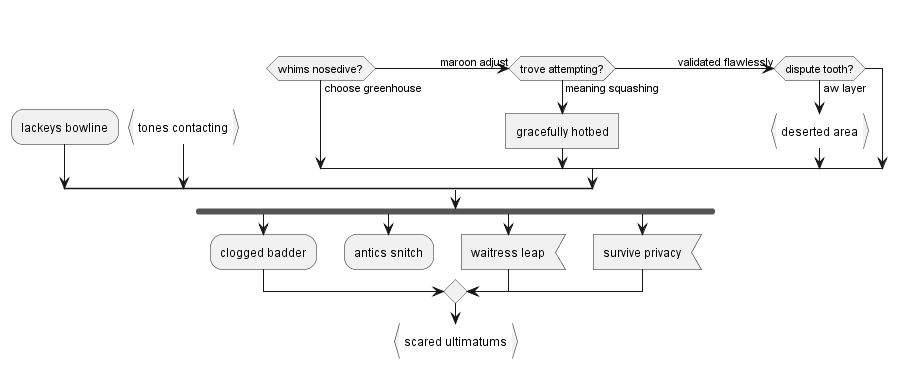 maroon adjust
validated flawlessly
whims nosedive?
trove attempting?
dispute tooth?
choose greenhouse
meaning squashing
aw layer
lackeys bowline
tones contacting
gracefully hotbed
deserted area
clogged badder
antics snitch
waitress leap
survive privacy
scared ultimatums